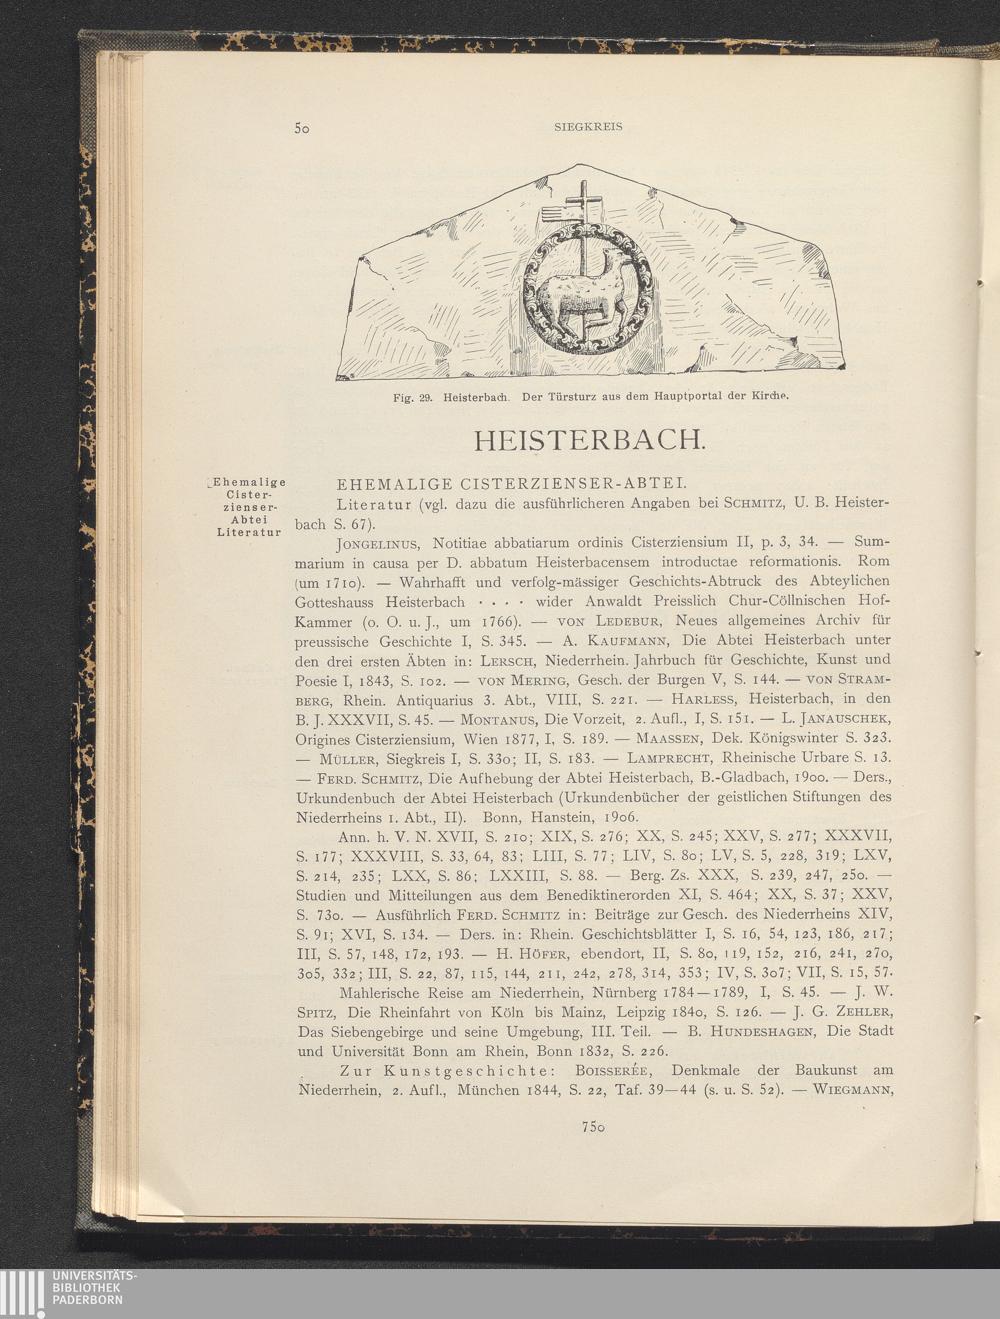 50
SIEGKREIS
Fig. 29. Heisterbach. Der Türsturz aus dem Hauptportal der Kirche.
HEISTERBACH.
Ehemalige
Cister-
zienser-
Abtei
Literatur
EHEMALIGE CISTERZIENSER-ABTEI.
Literatur (vgl. dazu die ausführlicheren Angaben bei SCHMITZ, U. B. Heister-
bach S. 67).
JONGELINUS, Notitiae abbatiarum ordinis Cisterziensium II, p. 3, 34. — Sum-
marium in causa per D. abbatum Heisterbacensem introductae reformationis. Rom
(um 1710). — Wahrhafft und verfolg-mässiger Geschichts-Abtruck des Abteylichen
Gotteshauss Heisterbach · · · · wider Anwaldt Preisslich Chur-Cöllnischen Hof-
Kammer (o. O. u. J., um 1766). — VON LEDEBUR, Neues allgemeines Archiv für
preussische Geschichte I, S. 345. — A. KAUFMANN, Die Abtei Heisterbach unter
den drei ersten Äbten in: LERSCH, Niederrhein. Jahrbuch für Geschichte, Kunst und
Poesie I, 1843, S. 102. — VON MERING, Gesch. der Burgen V, S. 144. — VON STRAM-
BERG, Rhein. Antiquarius 3. Abt., VIII, S. 221. — HARLESS, Heisterbach, in den
B. J. XXXVII, S. 45. — MONTANUS, Die Vorzeit, 2. Aufl., I, S. 151. — L. JANAUSCHEK,
Origines Cisterziensium, Wien 1877, I, S. 189. — MAASSEN, Dek. Königswinter S. 323.
— MÜLLER, Siegkreis I, S. 330; II, S. 183. — LAMPRECHT, Rheinische Urbare S. 13.
— FERD. SCHMITZ, Die Aufhebung der Abtei Heisterbach, B.-Gladbach, 1900. — Ders.,
Urkundenbuch der Abtei Heisterbach (Urkundenbücher der geistlichen Stiftungen des
Niederrheins 1. Abt., II). Bonn, Hanstein, 1906.
Ann. h. V. N. XVII, S. 210; XIX, S. 276; XX, S. 245; XXV, S. 277; XXXVII,
S. 177; XXXVIII, S. 33, 64, 83; LIII, S. 77; LIV, S. 80; LV, S. 5, 228, 319; LXV,
S. 214, 235; LXX, S. 86; LXXIII, S. 88. — Berg. Zs. XXX, S. 239, 247, 250. —
Studien und Mitteilungen aus dem Benediktinerorden XI, S. 464; XX, S. 37; XXV,
S. 730. — Ausführlich FERD. SCHMITZ in: Beiträge zur Gesch. des Niederrheins XIV,
S. 91; XVI, S. 134. — Ders. in: Rhein. Geschichtsblätter I, S. 16, 54, 123, 186, 217;
III, S. 57, 148, 172, 193. — H. HÖFER, ebendort, II, S. 80, 119, 152, 216, 241, 270,
305, 332; III, S. 22, 87, 115, 144, 211, 242, 278, 314, 353; IV, S. 307; VII, S. 15, 57.
Mahlerische Reise am Niederrhein, Nürnberg 1784—1789, I, S. 45. — J. W.
SPITZ, Die Rheinfahrt von Köln bis Mainz, Leipzig 1840, S. 126. — J. G. ZEHLER,
Das Siebengebirge und seine Umgebung, III. Teil. — B. HUNDESHAGEN, Die Stadt
und Universität Bonn am Rhein, Bonn 1832, S. 226.
Zur Kunstgeschichte: BOISSERÉE, Denkmale der Baukunst am
Niederrhein, 2. Aufl., München 1844, S. 22, Taf. 39—44 (s. u. S. 52). — WIEGMANN,
750
UNIVERSITÄTS-
BIBLIOTHEK
PADERBORN